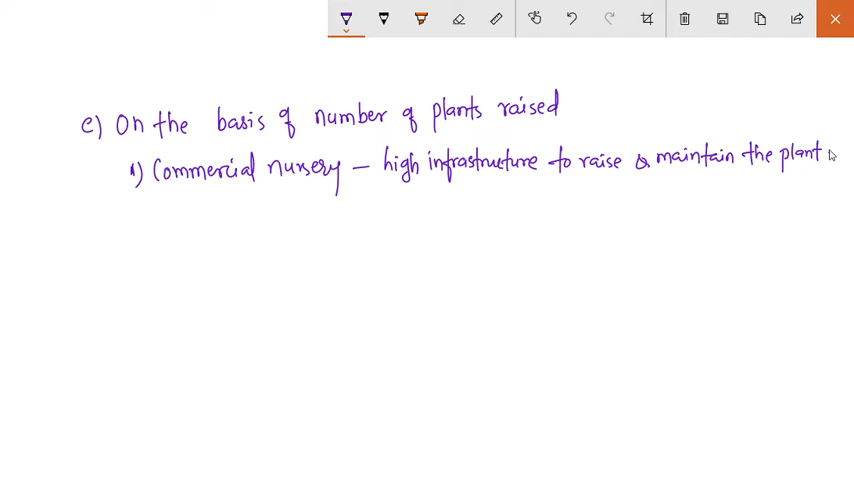 e) On the basis of number of plants raised
1) Commercial nursery – high infrastructure to raise & maintain the plant